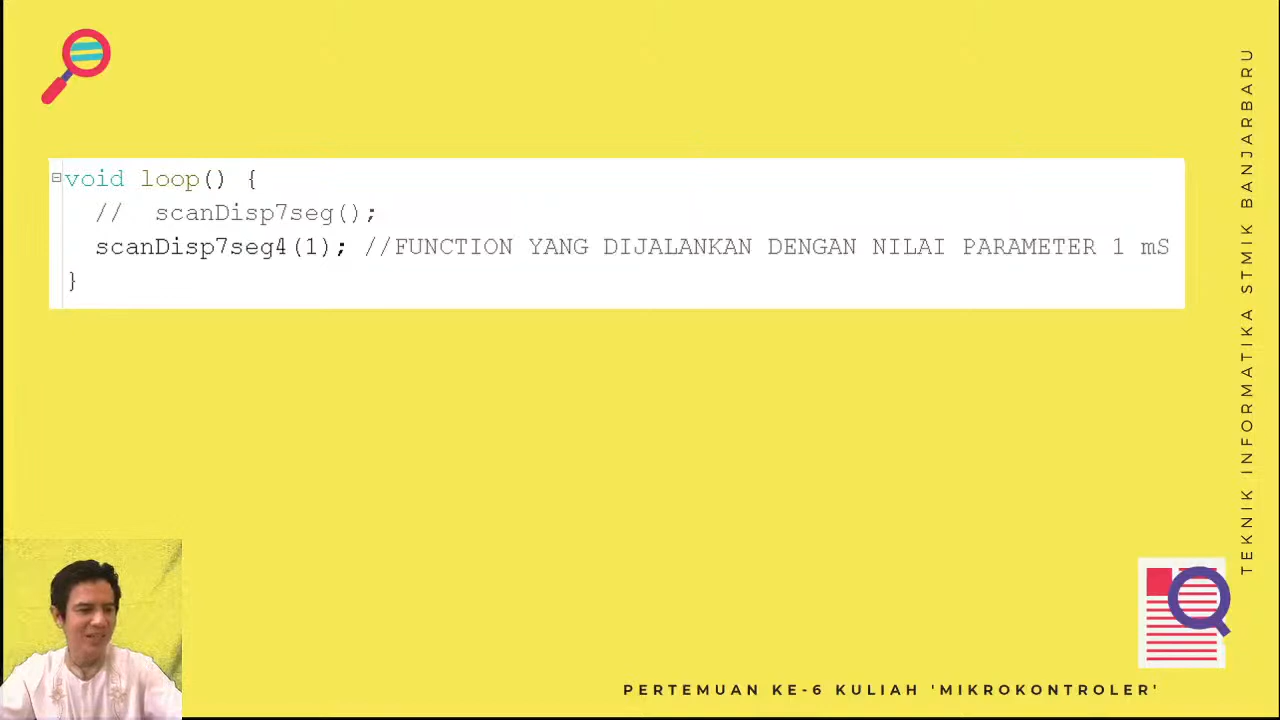 void loop() {
//  scanDisp7seg();
scanDisp7seg4(1); //FUNCTION YANG DIJALANKAN DENGAN NILAI PARAMETER 1 mS
}
TEKNIK INFORMATIKA STMIK BANJARBARU
PERTEMUAN KE-6 KULIAH 'MIKROKONTROLER'